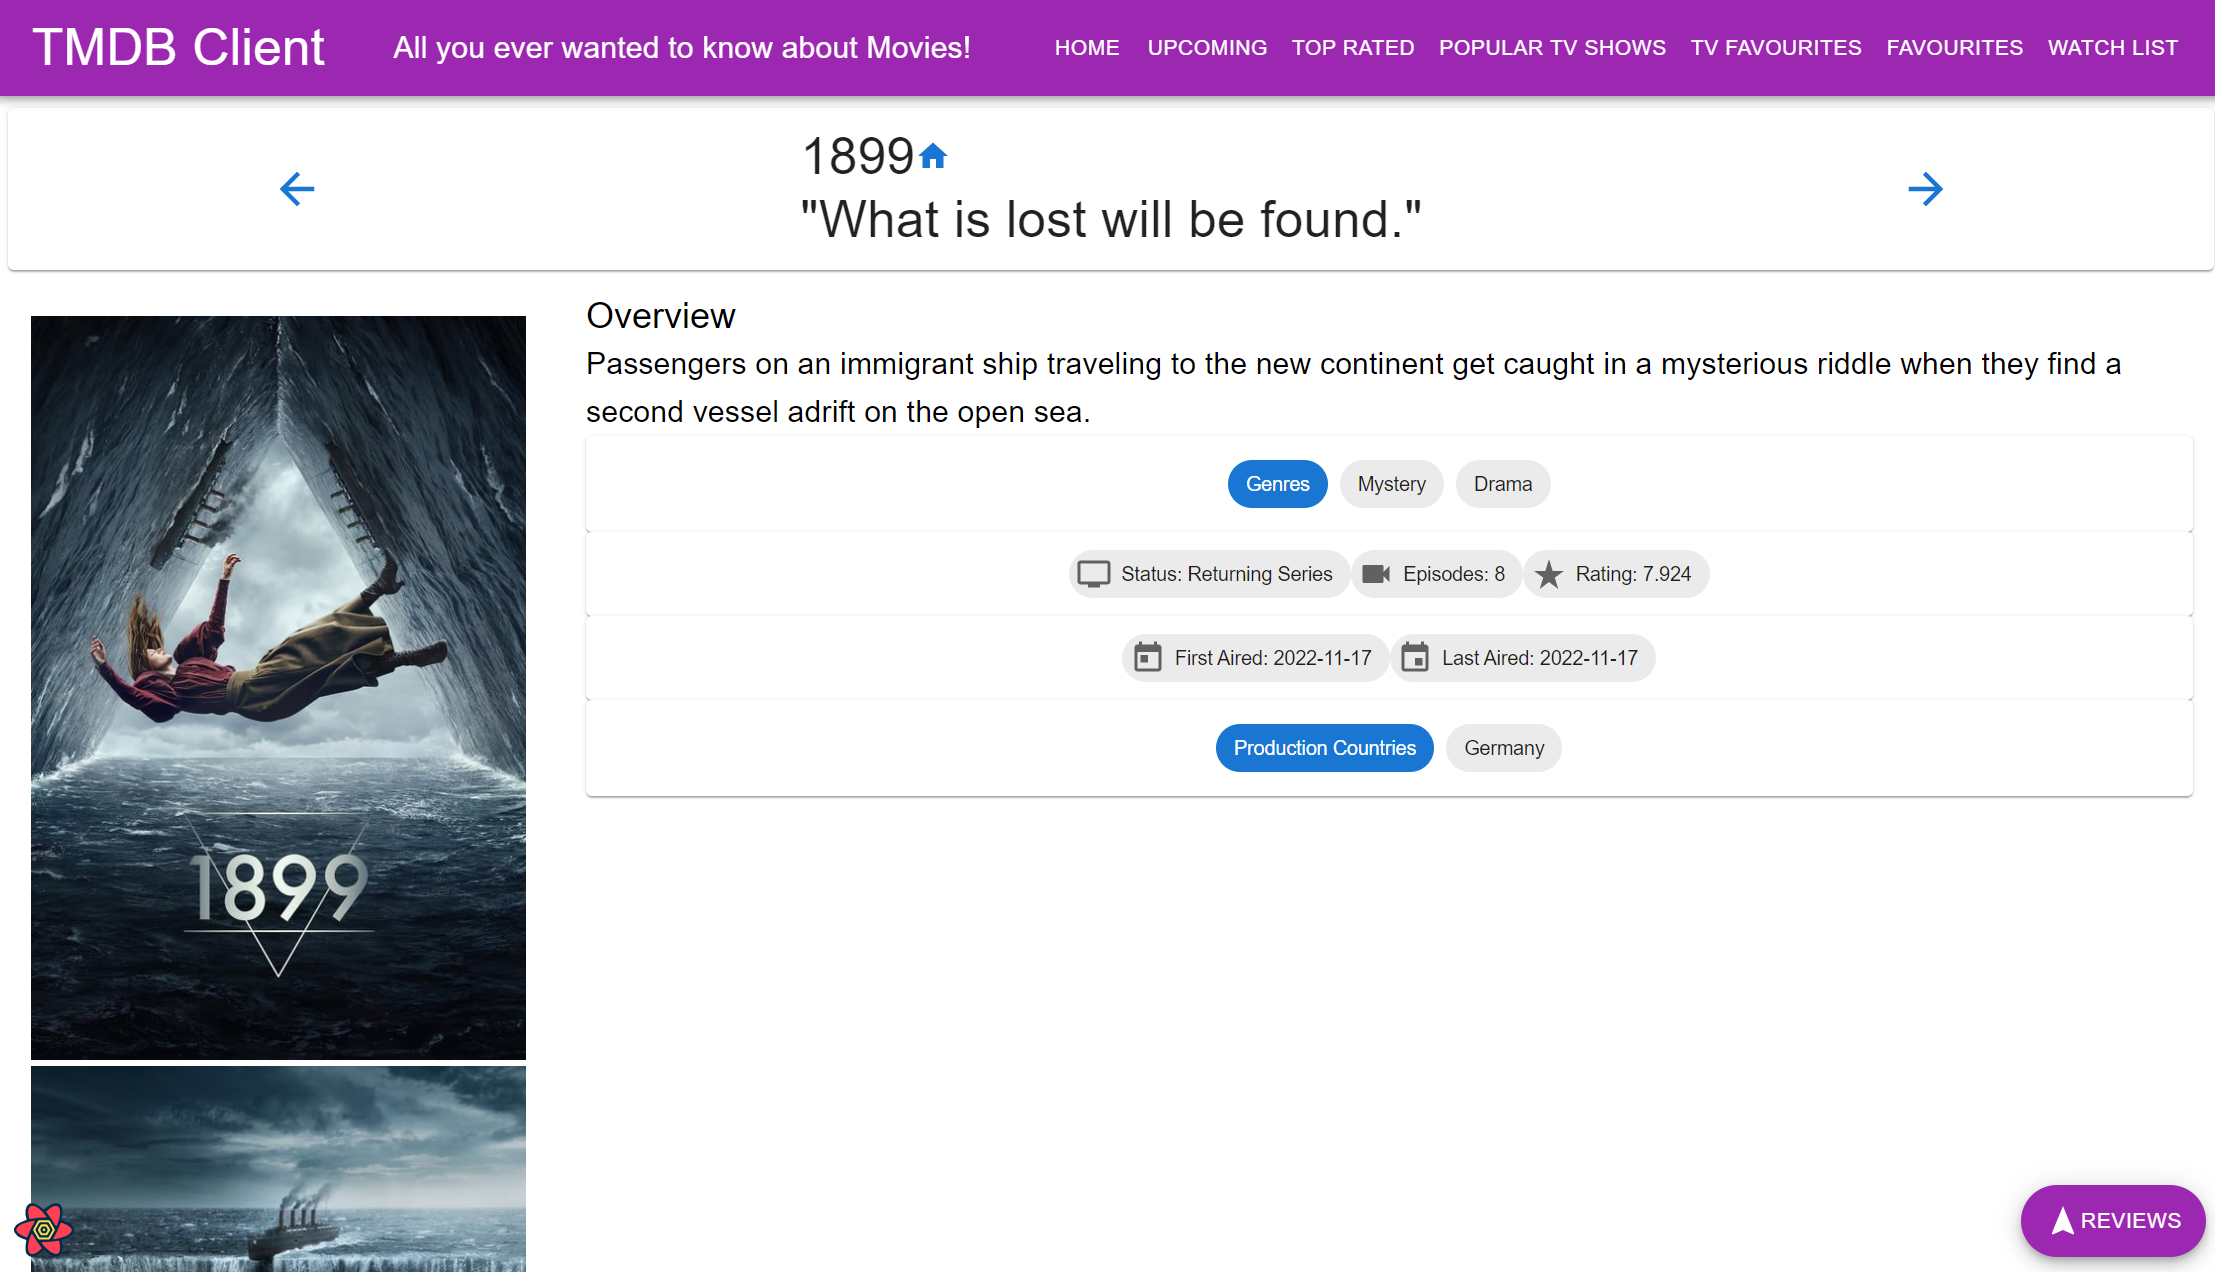 TMDB Client
All you ever wanted to know about Movies!
HOME UPCOMING TOP RATED POPULAR TV SHOWS TV FAVOURITES FAVOURITES WATCH LIST
1899
"What is lost will be found."
Overview
Passengers on an immigrant ship traveling to the new continent get caught in a mysterious riddle when they find a
second vessel adrift on the open sea.
Genres Mystery Drama
Status: Returning Series Episodes: 8 Rating: 7.924
First Aired: 2022-11-17 Last Aired: 2022-11-17
Production Countries Germany
1899
REVIEWS